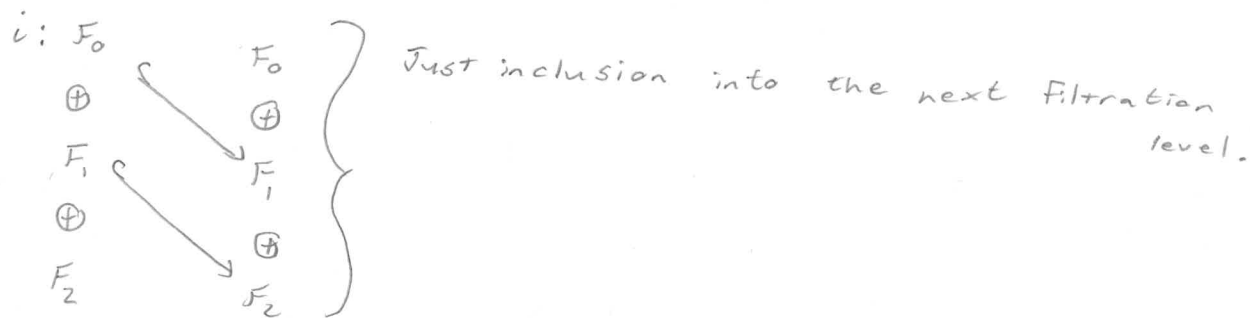 i: F₀ F₀
Just inclusion into the next filtration
level.
⊕ ⊕
F₁ F₁
⊕ ⊕
F₂ F₂